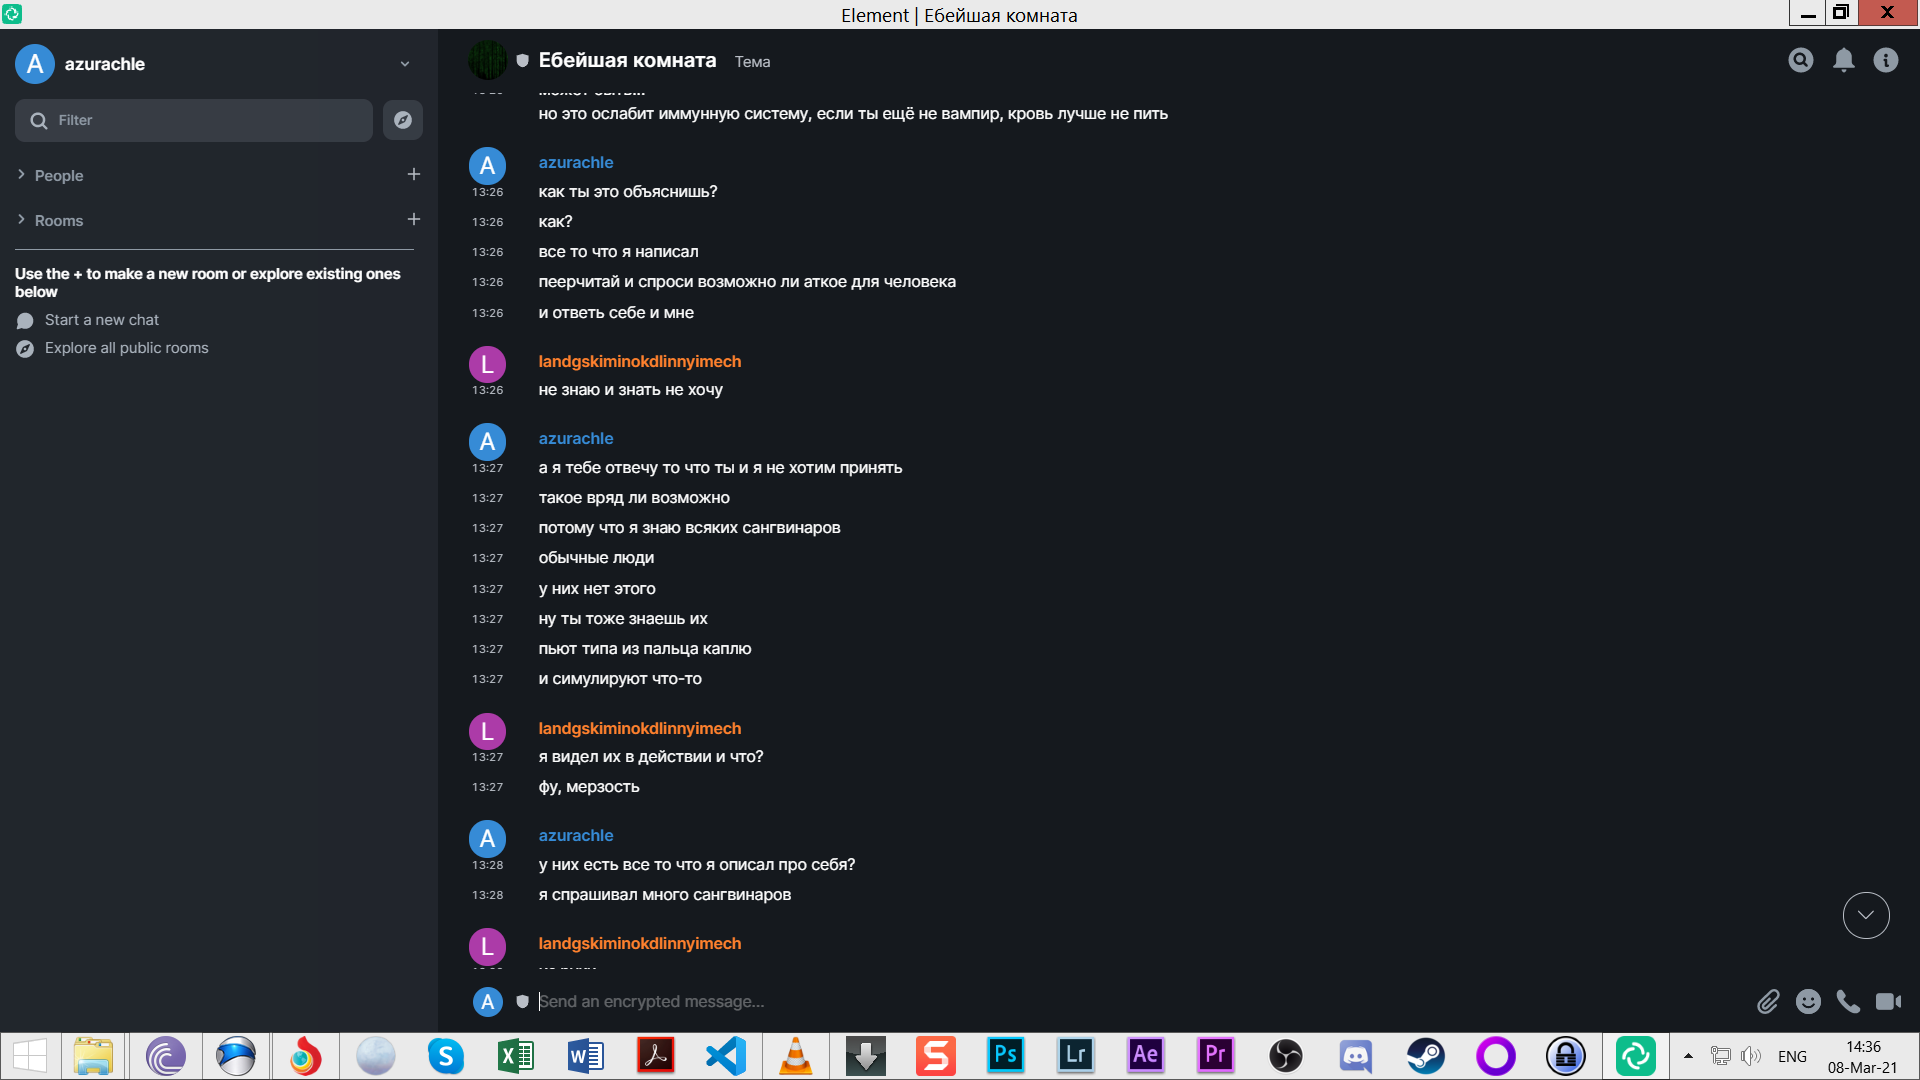 Element | Ебейшая комната
azurachle
Filter
People
Rooms
Use the + to make a new room or explore existing ones
below
Start a new chat
Explore all public rooms
Ебейшая комната Тема
но это ослабит иммунную систему, если ты ещё не вампир, кровь лучше не пить
A azurachle
13:26 как ты это объяснишь?
13:26 как?
13:26 все то что я написал
13:26 пеерчитай и спроси возможно ли аткое для человека
13:26 и ответь себе и мне
L landgskiminokdlinnyimech
13:26 не знаю и знать не хочу
A azurachle
13:27 а я тебе отвечу то что ты и я не хотим принять
13:27 такое вряд ли возможно
13:27 потому что я знаю всяких сангвинаров
13:27 обычные люди
13:27 у них нет этого
13:27 ну ты тоже знаешь их
13:27 пьют типа из пальца каплю
13:27 и симулируют что-то
L landgskiminokdlinnyimech
13:27 я видел их в действии и что?
13:27 фу, мерзость
A azurachle
13:28 у них есть все то что я описал про себя?
13:28 я спрашивал много сангвинаров
L landgskiminokdlinnyimech
A Send an encrypted message...
Ps Lr Ae Pr
ENG
14:36
08-Mar-21